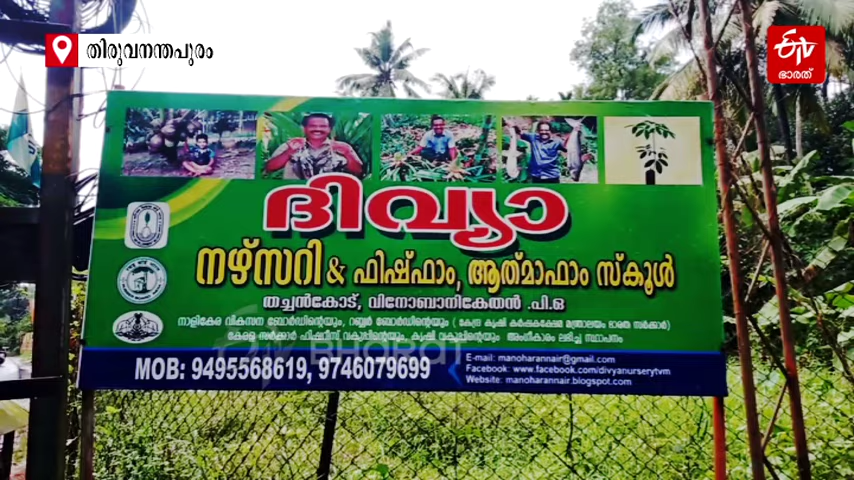 തിരുവനന്തപുരം
ഭാരത്
ദിവ്യാ
നഴ്സറി & ഫിഷ്ഫാം, ആത്മാഫാം സ്കൂൾ
തച്ചൻകോട്, വിനോബാനികേതൻ .പി.ഒ
നാളികേര വികസന ബോർഡിന്റെയും, റബ്ബർ ബോർഡിന്റെയും ( കേന്ദ്ര കൃഷി കർഷകക്ഷേമ മന്ത്രാലയം ഭാരത സർക്കാർ)
കേരള സർക്കാർ ഫിഷറീസ് വകുപ്പിന്റെയും, കൃഷി വകുപ്പിന്റെയും അംഗീകാരം ലഭിച്ച സ്ഥാപനം
MOB: 9495568619, 9746079699
E-mail: manoharannair@gmail.com
Facebook: www.facebook.com/divyanurserytvm
Website: manoharannair.blogspot.com